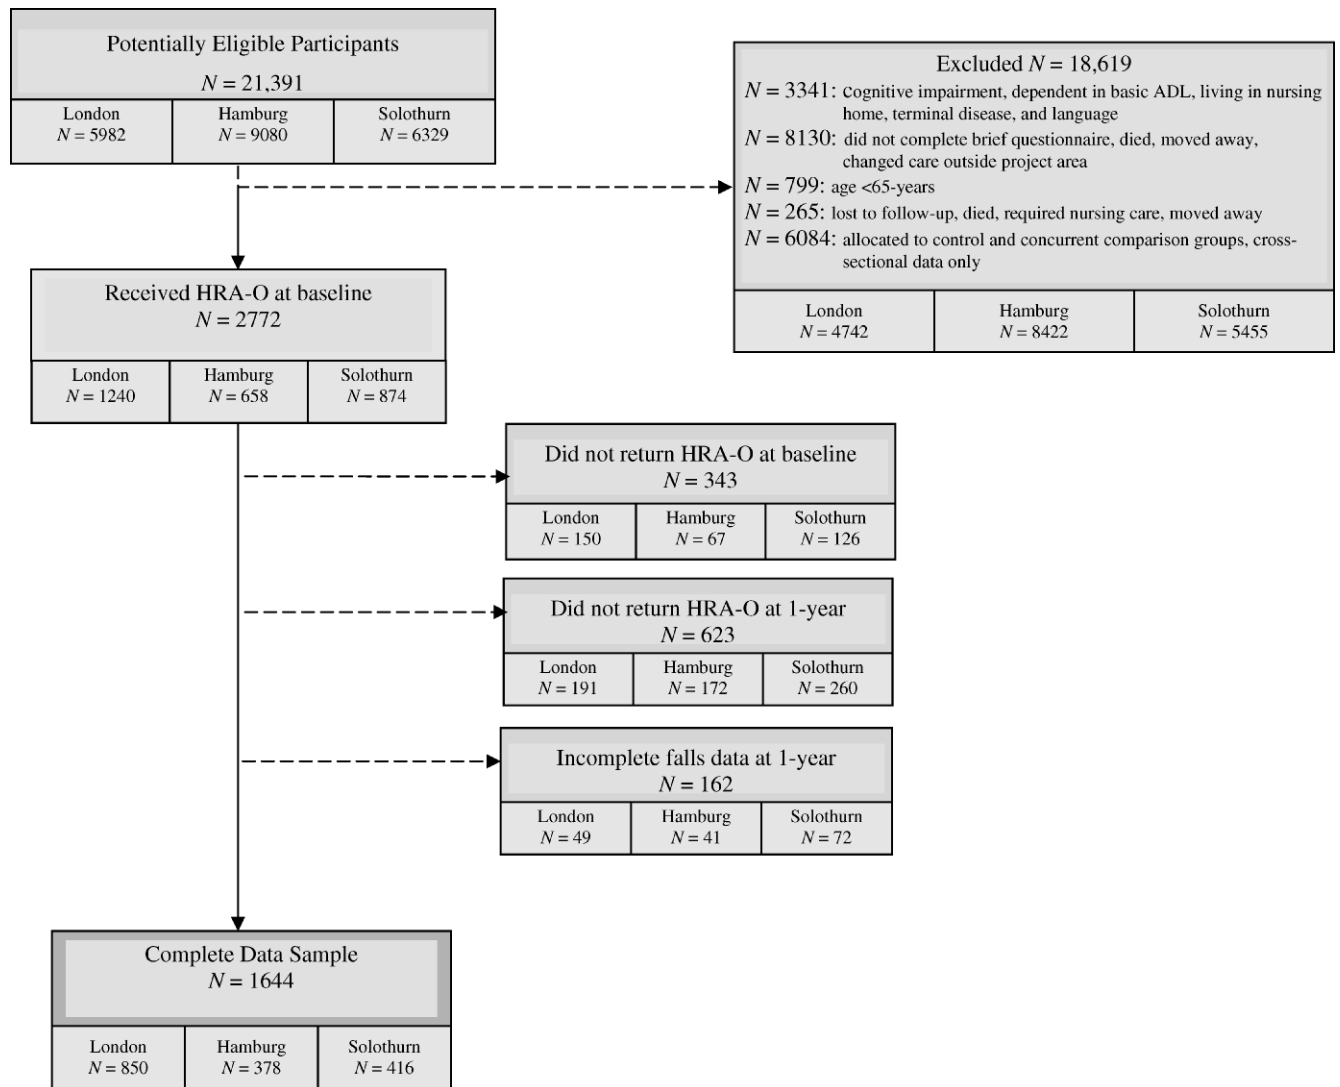 Potentially Eligible Participants
N = 21,391
London
N = 5982
Hamburg
N = 9080
Solothurn
N = 6329
Excluded N = 18,619
N = 3341: cognitive impairment, dependent in basic ADL, living in nursing
home, terminal disease, and language
N = 8130: did not complete brief questionnaire, died, moved away,
changed care outside project area
N = 799: age <65-years
N = 265: lost to follow-up, died, required nursing care, moved away
N = 6084: allocated to control and concurrent comparison groups, cross-
sectional data only
London
N = 4742
Hamburg
N = 8422
Solothurn
N = 5455
Received HRA-O at baseline
N = 2772
London
N = 1240
Hamburg
N = 658
Solothurn
N = 874
Did not return HRA-O at baseline
N = 343
London
N = 150
Hamburg
N = 67
Solothurn
N = 126
Did not return HRA-O at 1-year
N = 623
London
N = 191
Hamburg
N = 172
Solothurn
N = 260
Incomplete falls data at 1-year
N = 162
London
N = 49
Hamburg
N = 41
Solothurn
N = 72
Complete Data Sample
N = 1644
London
N = 850
Hamburg
N = 378
Solothurn
N = 416